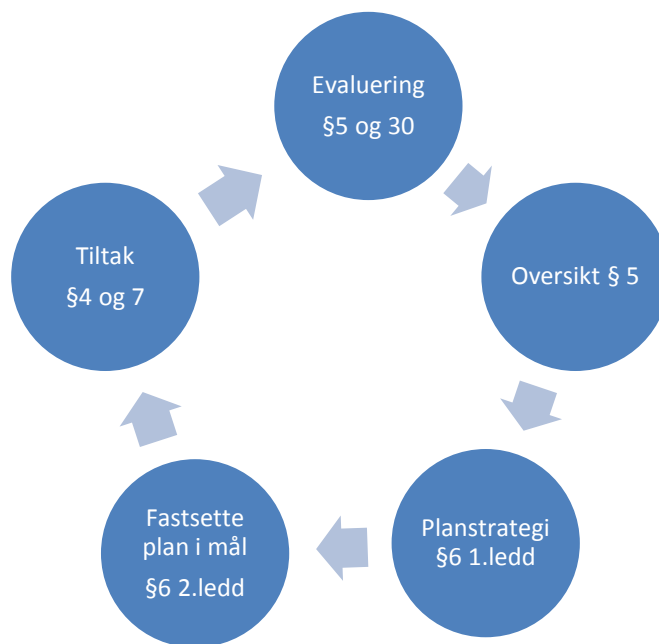 Evaluering
§5 og 30
Oversikt § 5
Planstrategi
§6 1.ledd
Fastsette
plan i mål
§6 2.ledd
Tiltak
§4 og 7